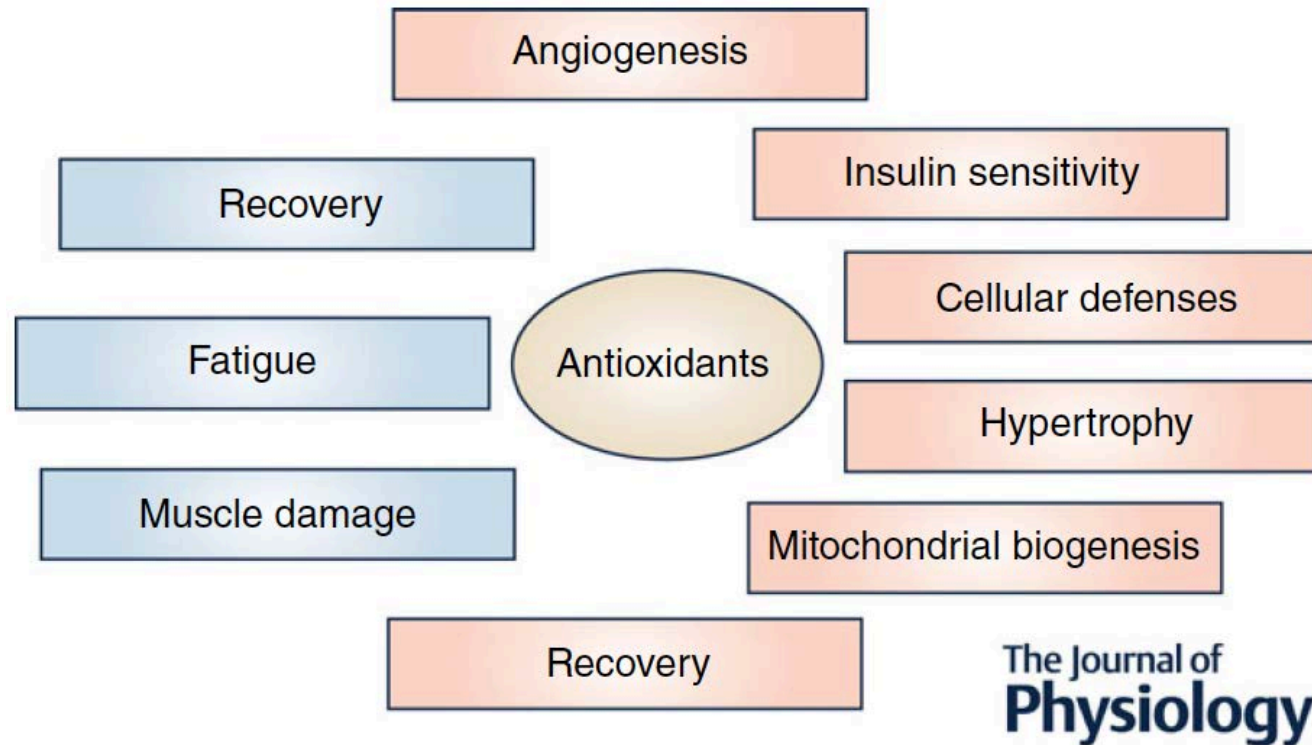 Angiogenesis
Insulin sensitivity
Recovery
Cellular defenses
Fatigue
Antioxidants
Hypertrophy
Muscle damage
Mitochondrial biogenesis
Recovery
The Journal of
Physiology